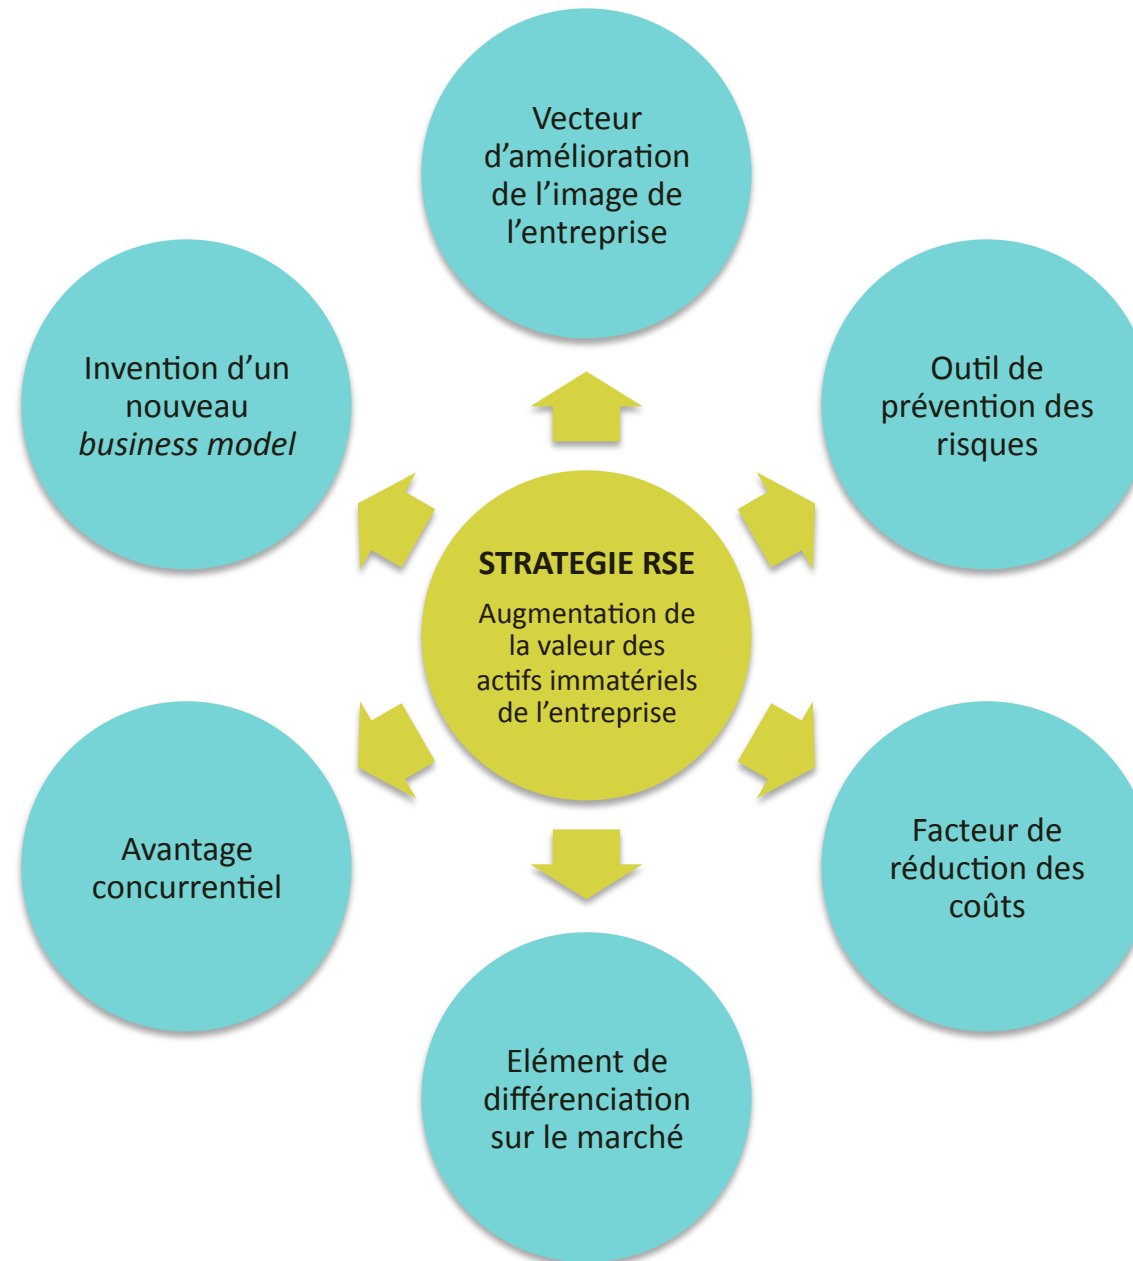 Vecteur
d’amélioration
de l’image de
l’entreprise
Invention d’un
nouveau
business model
Outil de
prévention des
risques
STRATEGIE RSE
Augmentation de
la valeur des
actifs immatériels
de l’entreprise
Avantage
concurrentiel
Facteur de
réduction des
coûts
Elément de
différenciation
sur le marché